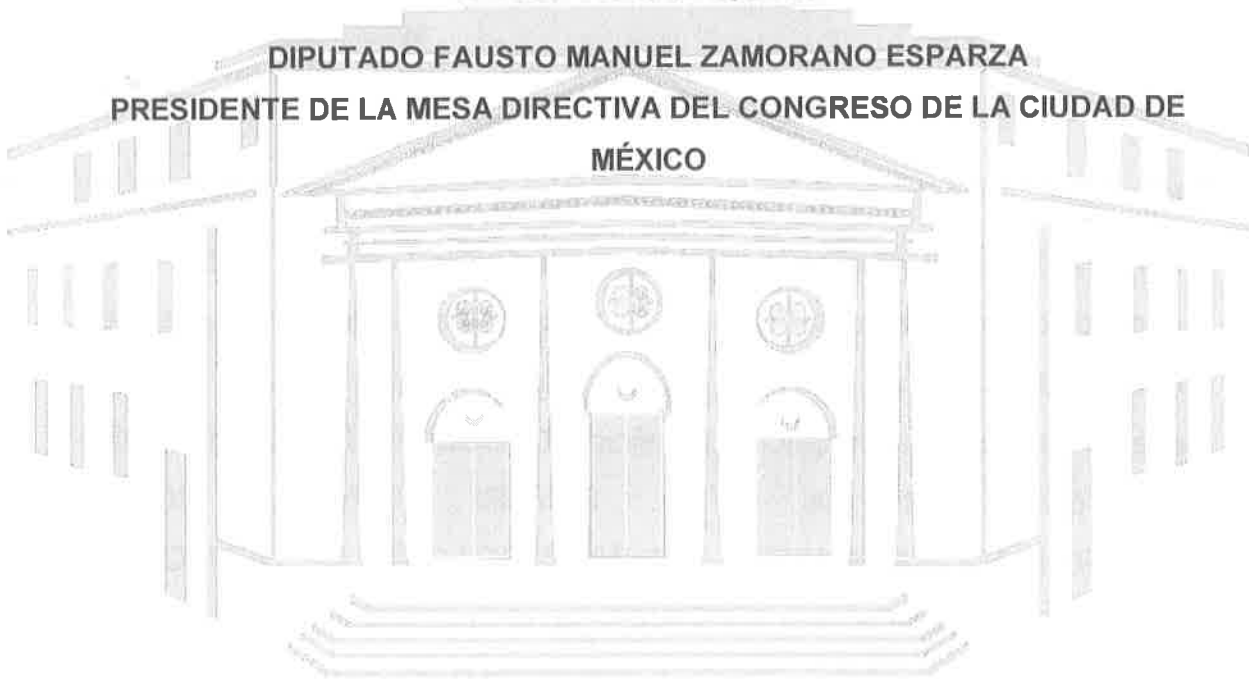 DIPUTADO FAUSTO MANUEL ZAMORANO ESPARZA
PRESIDENTE DE LA MESA DIRECTIVA DEL CONGRESO DE LA CIUDAD DE
MÉXICO